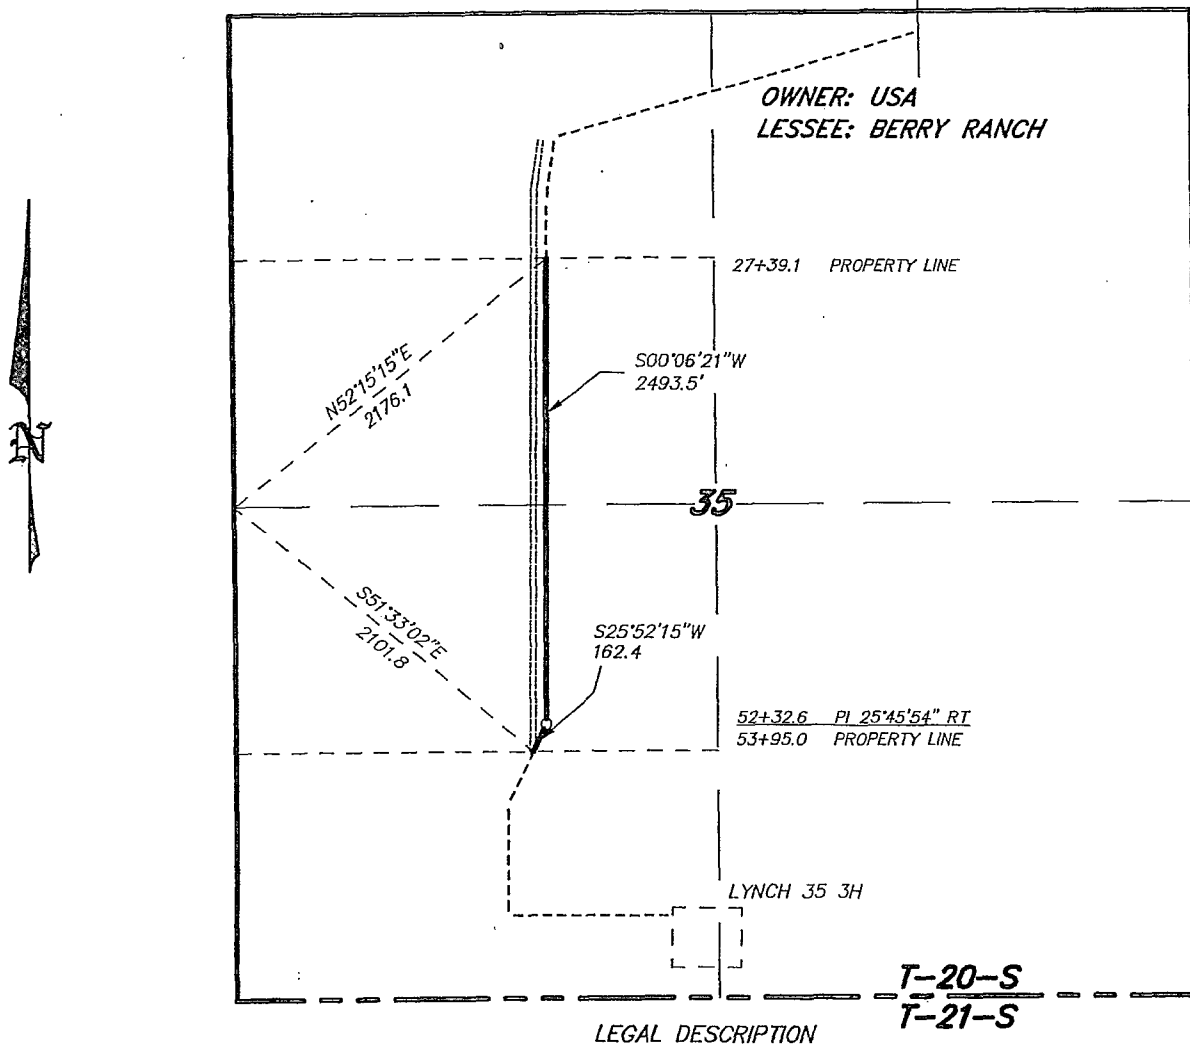 OWNER: USA
LESSEE: BERRY RANCH
27+39.1 PROPERTY LINE
S00°06'21"W
2493.5'
N52°15'15"E
2176.1
N
35
S51°33'02"E
2101.8
S25°52'15"W
162.4
52+32.6 PI 25°45'54" RT
53+95.0 PROPERTY LINE
LYNCH 35 3H
T-20-S
T-21-S
LEGAL DESCRIPTION